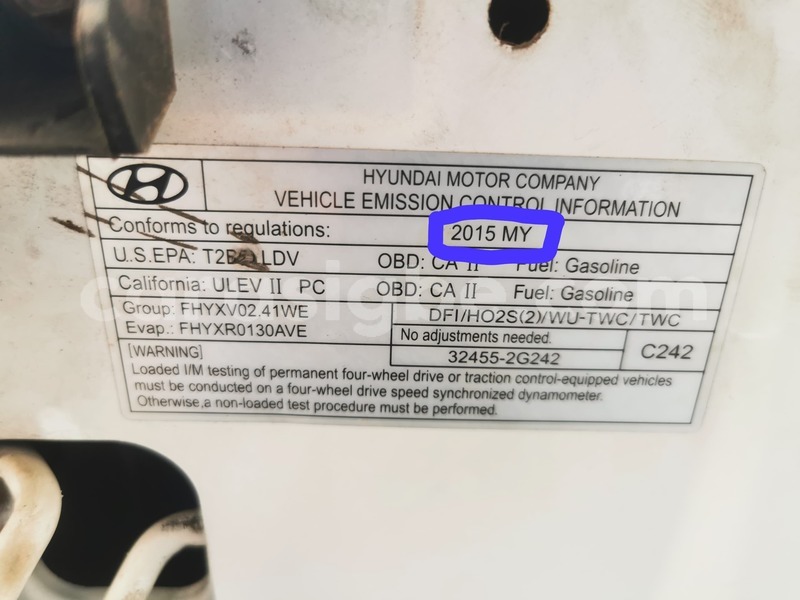 HYUNDAI MOTOR COMPANY
VEHICLE EMISSION CONTROL INFORMATION
Conforms to regulations: 2015 MY
U.S.EPA: LDV OBD: CA II Fuel: Gasoline
California: ULEV II PC OBD: CA II Fuel: Gasoline
Group: FHYXV02.41WE
Evap.: FHYXR0130AVE
DFI/HO2S(2)/WU-TWC/TWC
No adjustments needed.
32455-2G242
C242
[WARNING]
Loaded I/M testing of permanent four-wheel drive or traction control-equipped vehicles
must be conducted on a four-wheel drive speed synchronized dynamometer.
Otherwise,a non-loaded test procedure must be performed.